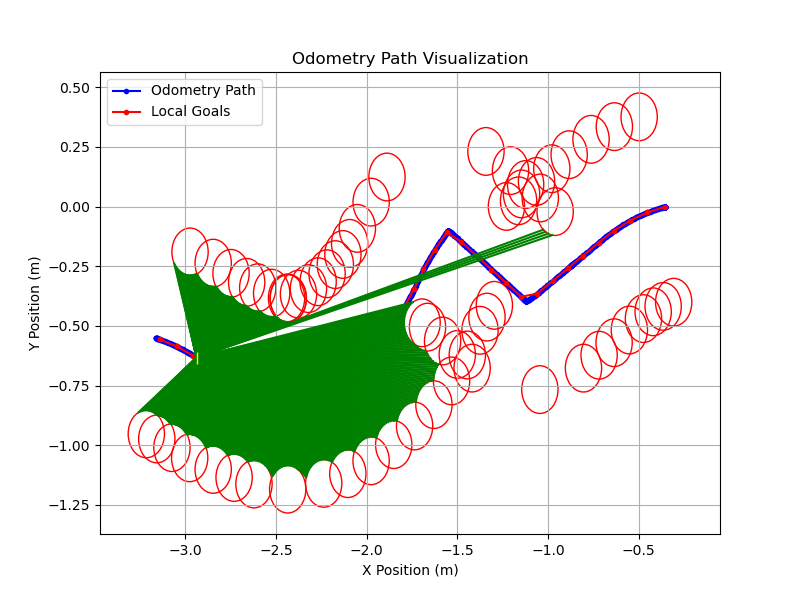 Odometry Path Visualization
Odometry Path
Local Goals
Y Position (m)
0.50
0.25
0.00
−0.25
−0.50
−0.75
−1.00
−1.25
−3.0 −2.5 −2.0 −1.5 −1.0 −0.5
X Position (m)